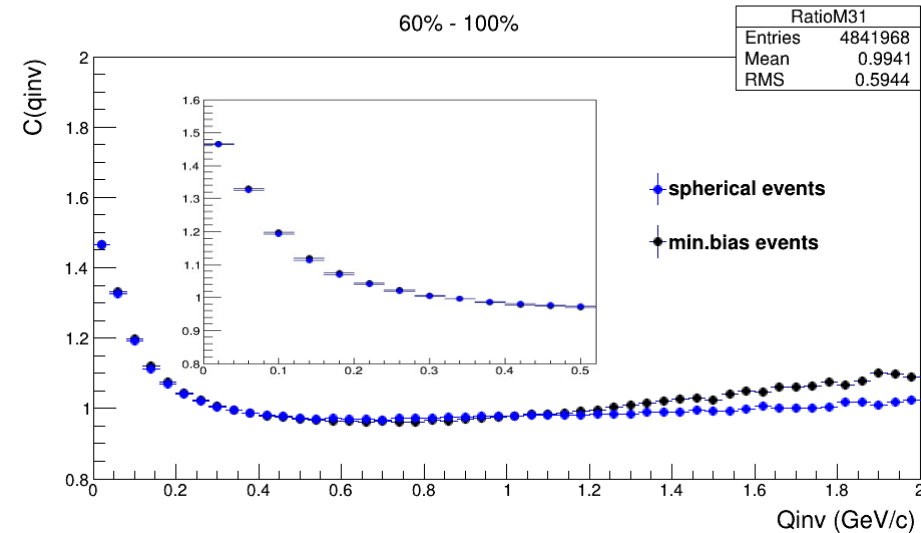 60% - 100%
RatioM31
Entries 4841968
Mean 0.9941
RMS 0.5944
C(qinv)
2
1.8
1.6
1.4
1.2
1
0.8
1.6
1.5
1.4
1.3
1.2
1.1
1
0.9
0.8
0 0.1 0.2 0.3 0.4 0.5
spherical events
min.bias events
0 0.2 0.4 0.6 0.8 1 1.2 1.4 1.6 1.8 2
Qinv (GeV/c)